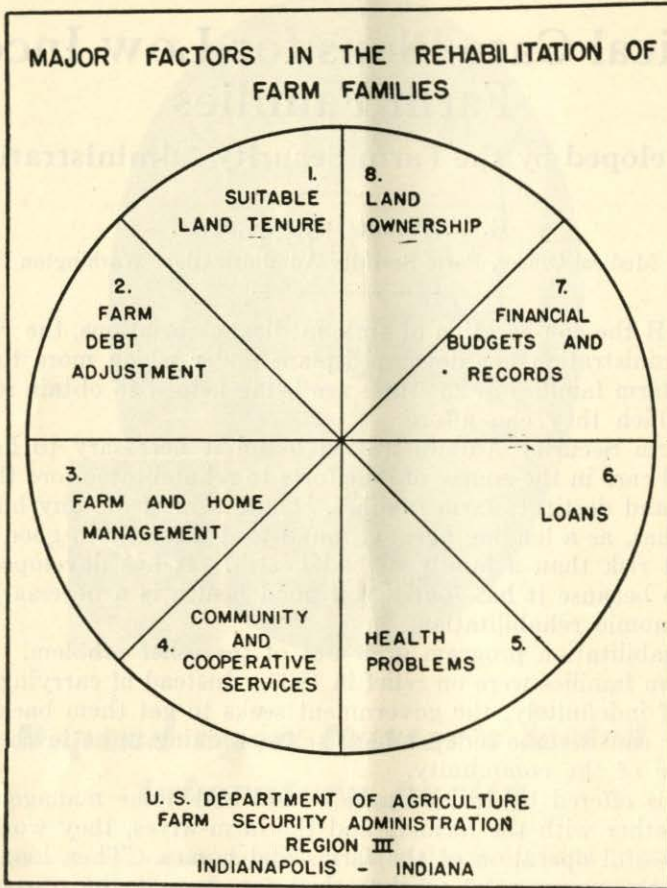 MAJOR FACTORS IN THE REHABILITATION OF
FARM FAMILIES
1.
SUITABLE
LAND TENURE
2.
FARM
DEBT
ADJUSTMENT
3.
FARM AND HOME
MANAGEMENT
4.
COMMUNITY
AND
COOPERATIVE
SERVICES
5.
HEALTH
PROBLEMS
6.
LOANS
7.
FINANCIAL
BUDGETS AND
RECORDS
8.
LAND
OWNERSHIP
U. S. DEPARTMENT OF AGRICULTURE
FARM SECURITY ADMINISTRATION
REGION III
INDIANAPOLIS - INDIANA